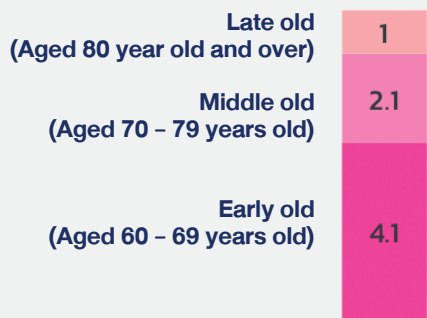 Late old
(Aged 80 year old and over)
1
Middle old
(Aged 70 – 79 years old)
2.1
Early old
(Aged 60 – 69 years old)
4.1